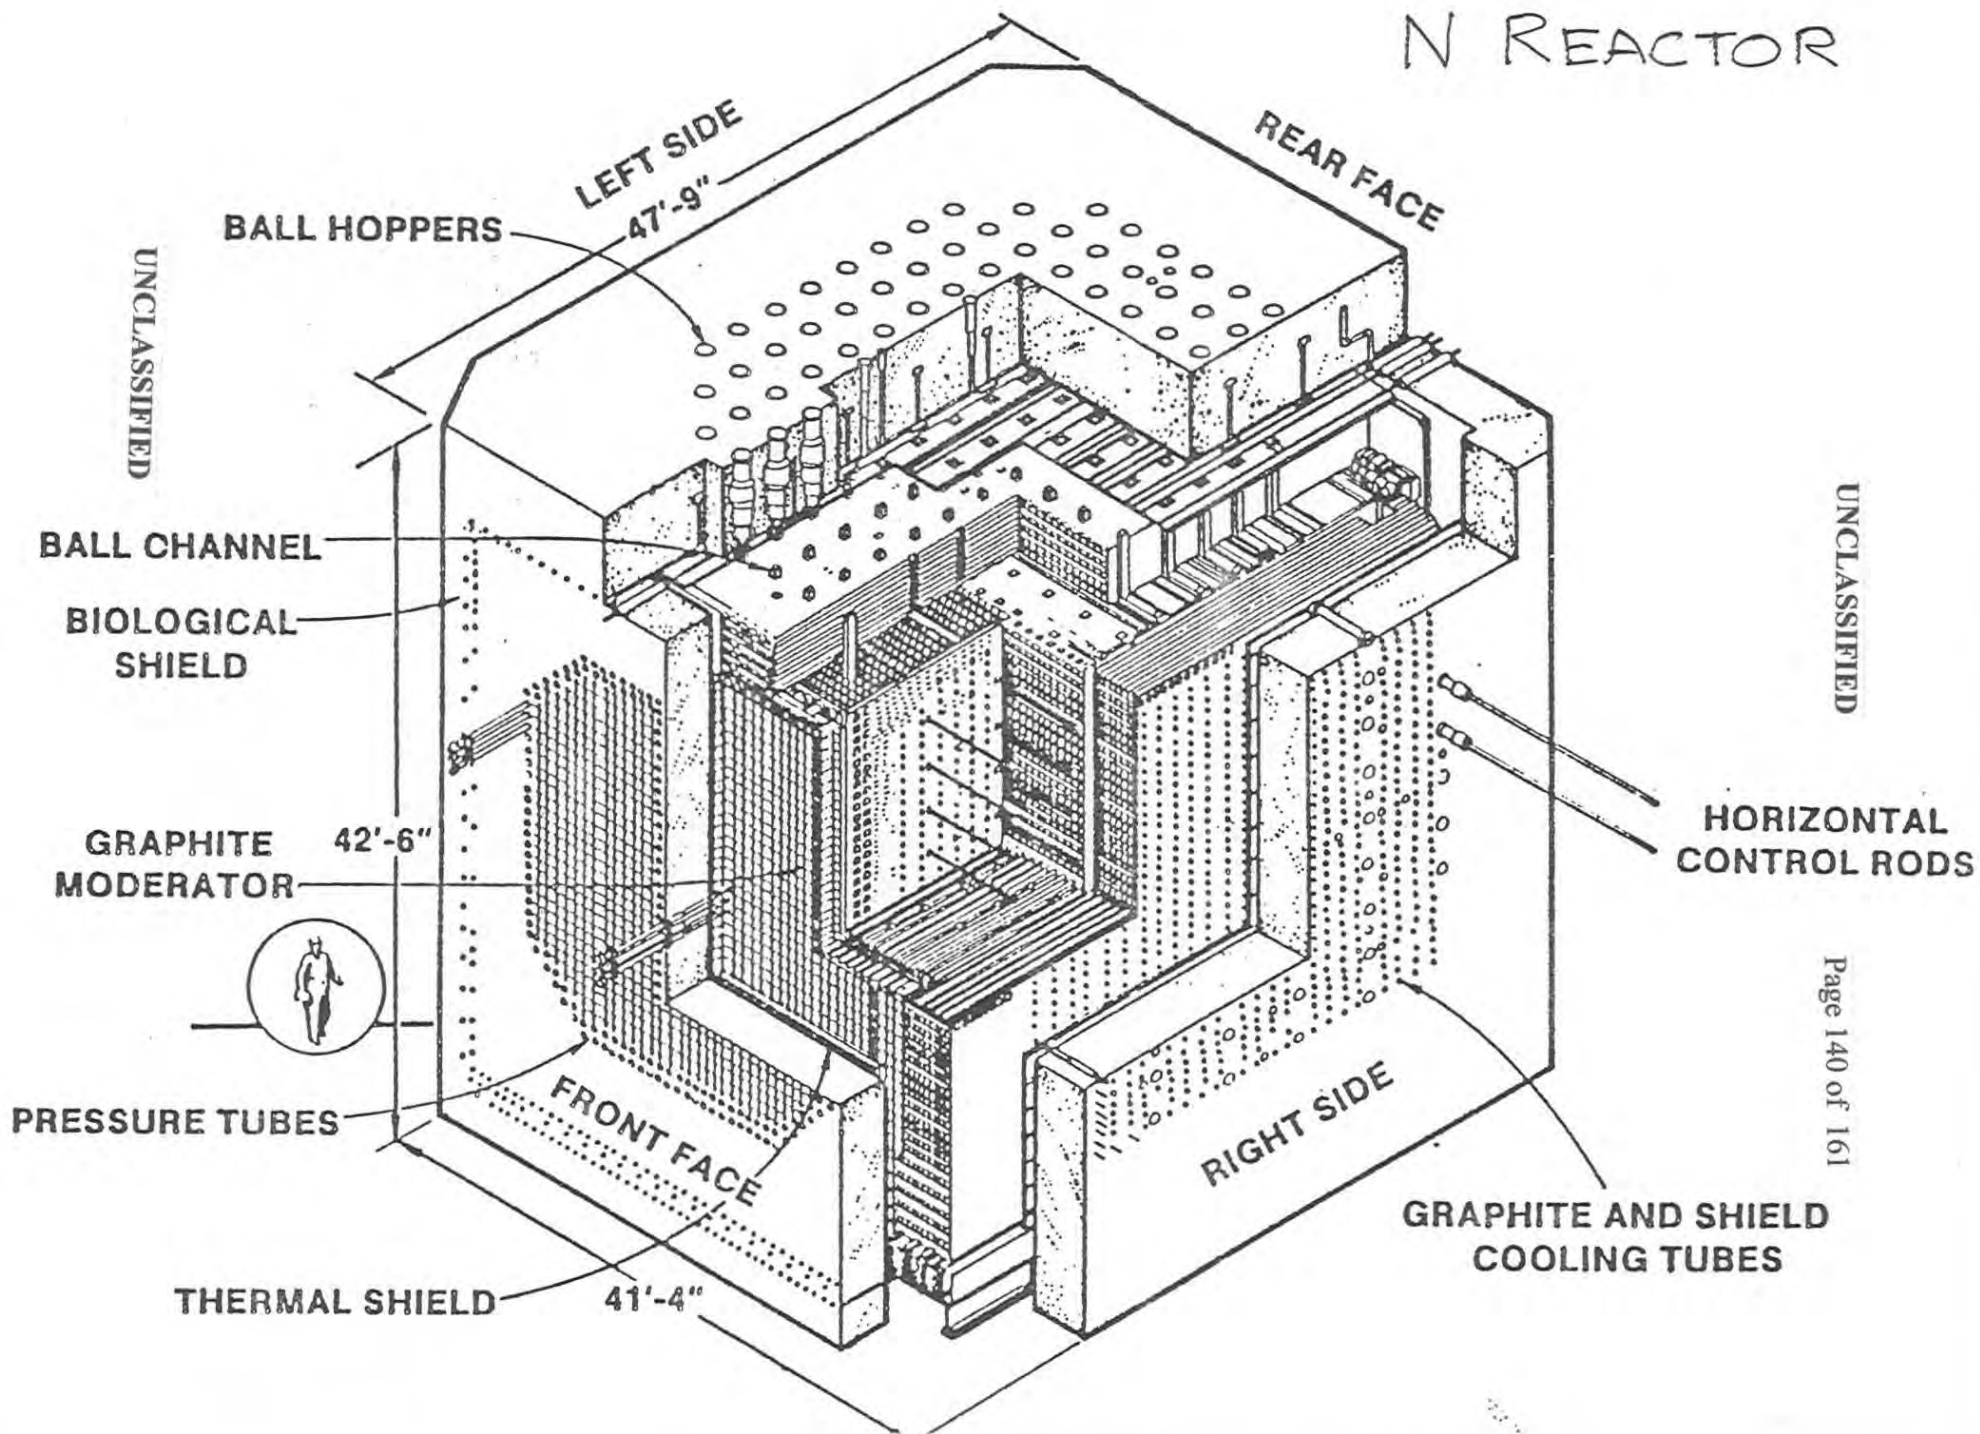 N REACTOR
LEFT SIDE
47'-9"
REAR FACE
BALL HOPPERS
UNCLASSIFIED
BALL CHANNEL
BIOLOGICAL
SHIELD
UNCLASSIFIED
GRAPHITE
MODERATOR
42'-6"
HORIZONTAL
CONTROL RODS
Page 140 of 161
PRESSURE TUBES
FRONT FACE
RIGHT SIDE
GRAPHITE AND SHIELD
COOLING TUBES
THERMAL SHIELD
41'-4"